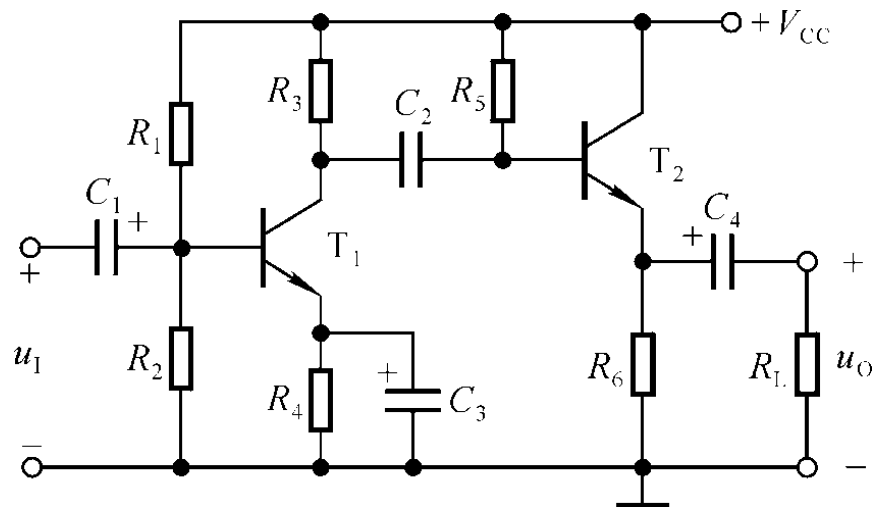 + V_CC
R_3
C_2
R_5
R_1
T_2
C_1
+
C_4
+
T_1
+
+
u_I
R_2
R_4
+
C_3
R_6
R_L
u_O
−
−